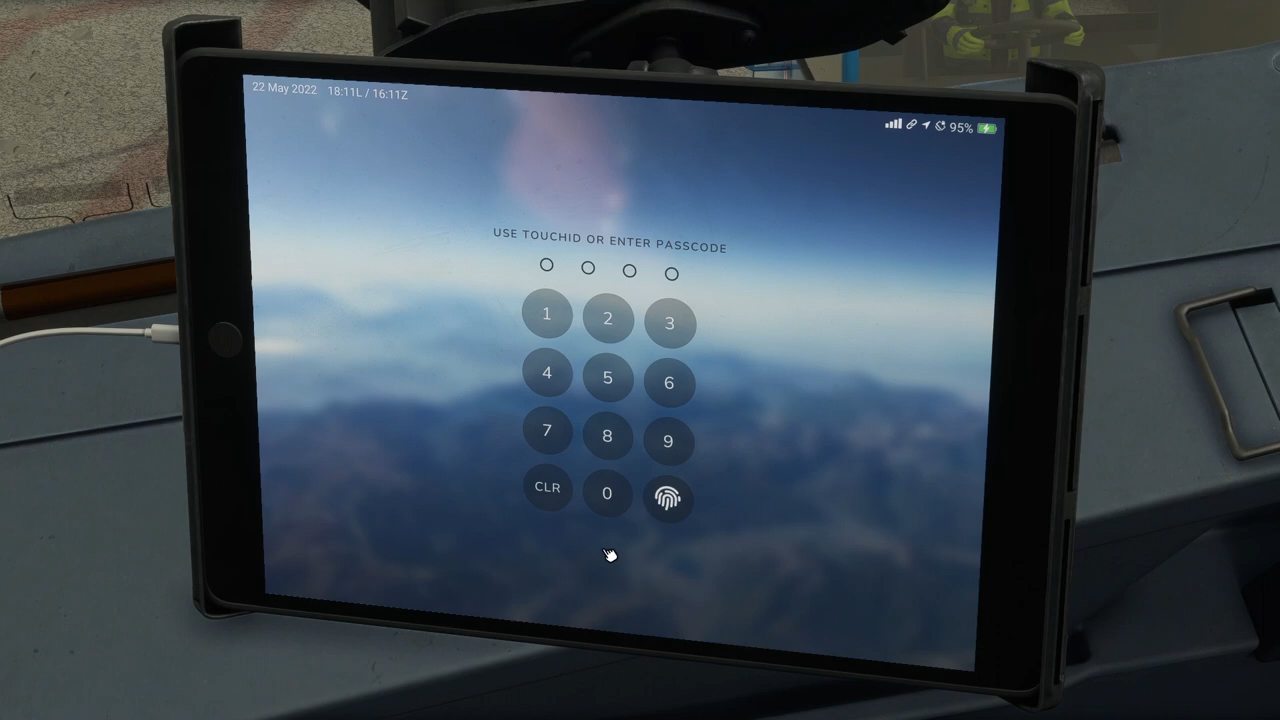 22 May 2022 18:11L / 16:11Z
95%
USE TOUCHID OR ENTER PASSCODE
1 2 3
4 5 6
7 8 9
CLR 0